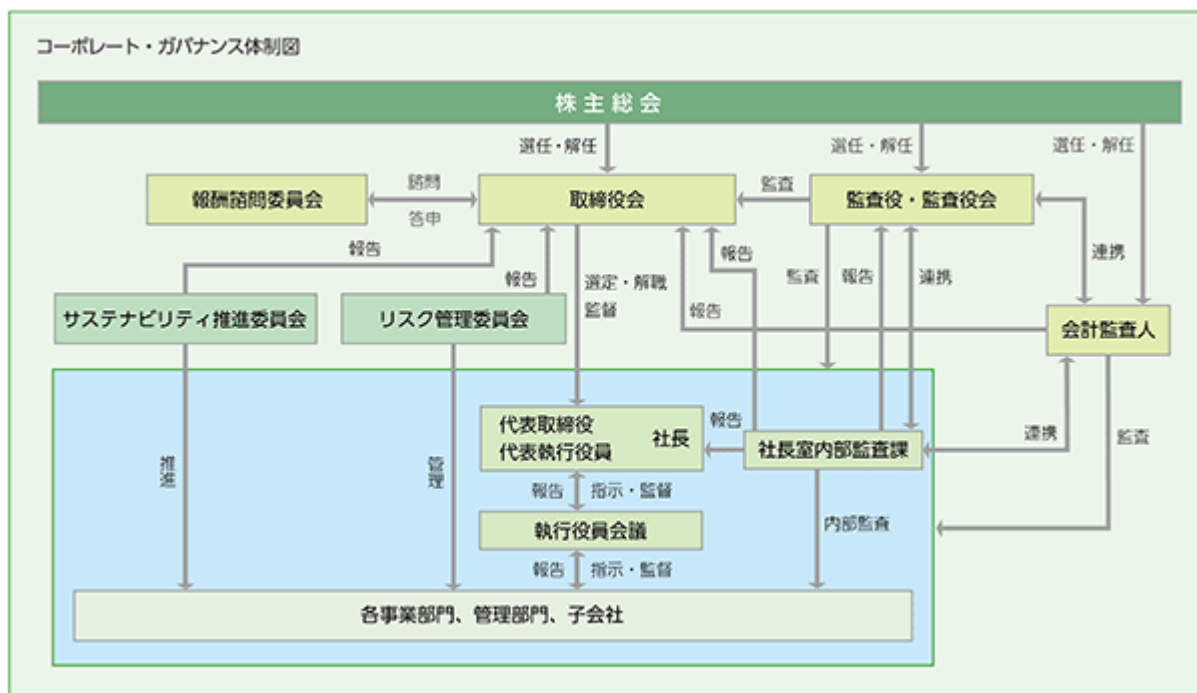 コーポレート・ガバナンス体制図
株主総会
選任・解任
選任・解任
選任・解任
報酬諮問委員会
諮問
答申
取締役会
監査
監査役・監査役会
連携
報告
報告
選定・解職
監督
報告
報告
監査
報告
連携
サステナビリティ推進委員会
リスク管理委員会
会計監査人
代表取締役
代表執行役員
社長
報告
社長室内部監査課
連携
監査
推進
管理
報告
指示・監督
執行役員会議
内部監査
報告
指示・監督
各事業部門、管理部門、子会社